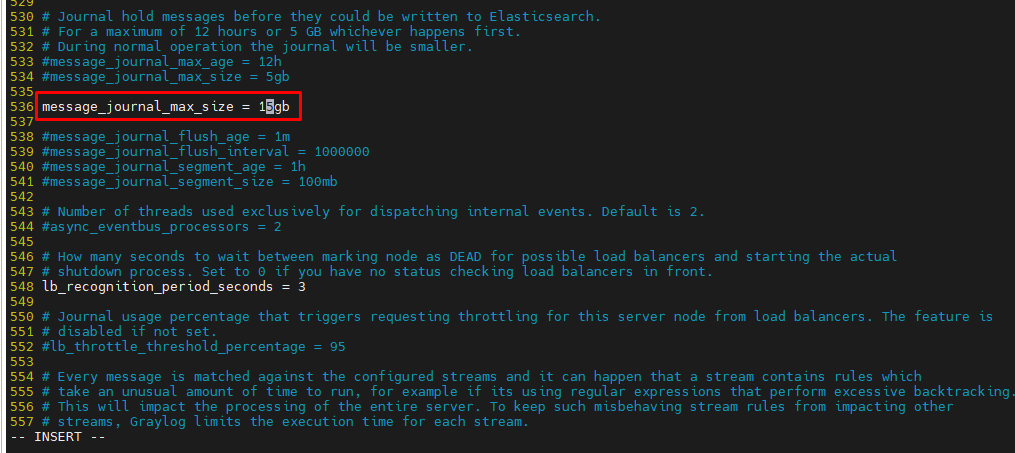 529
530 # Journal hold messages before they could be written to Elasticsearch.
531 # For a maximum of 12 hours or 5 GB whichever happens first.
532 # During normal operation the journal will be smaller.
533 #message_journal_max_age = 12h
534 #message_journal_max_size = 5gb
535
536 message_journal_max_size = 15gb
537
538 #message_journal_flush_age = 1m
539 #message_journal_flush_interval = 1000000
540 #message_journal_segment_age = 1h
541 #message_journal_segment_size = 100mb
542
543 # Number of threads used exclusively for dispatching internal events. Default is 2.
544 #async_eventbus_processors = 2
545
546 # How many seconds to wait between marking node as DEAD for possible load balancers and starting the actual
547 # shutdown process. Set to 0 if you have no status checking load balancers in front.
548 lb_recognition_period_seconds = 3
549
550 # Journal usage percentage that triggers requesting throttling for this server node from load balancers. The feature is
551 # disabled if not set.
552 #lb_throttle_threshold_percentage = 95
553
554 # Every message is matched against the configured streams and it can happen that a stream contains rules which
555 # take an unusual amount of time to run, for example if its using regular expressions that perform excessive backtracking.
556 # This will impact the processing of the entire server. To keep such misbehaving stream rules from impacting other
557 # streams, Graylog limits the execution time for each stream.
-- INSERT --